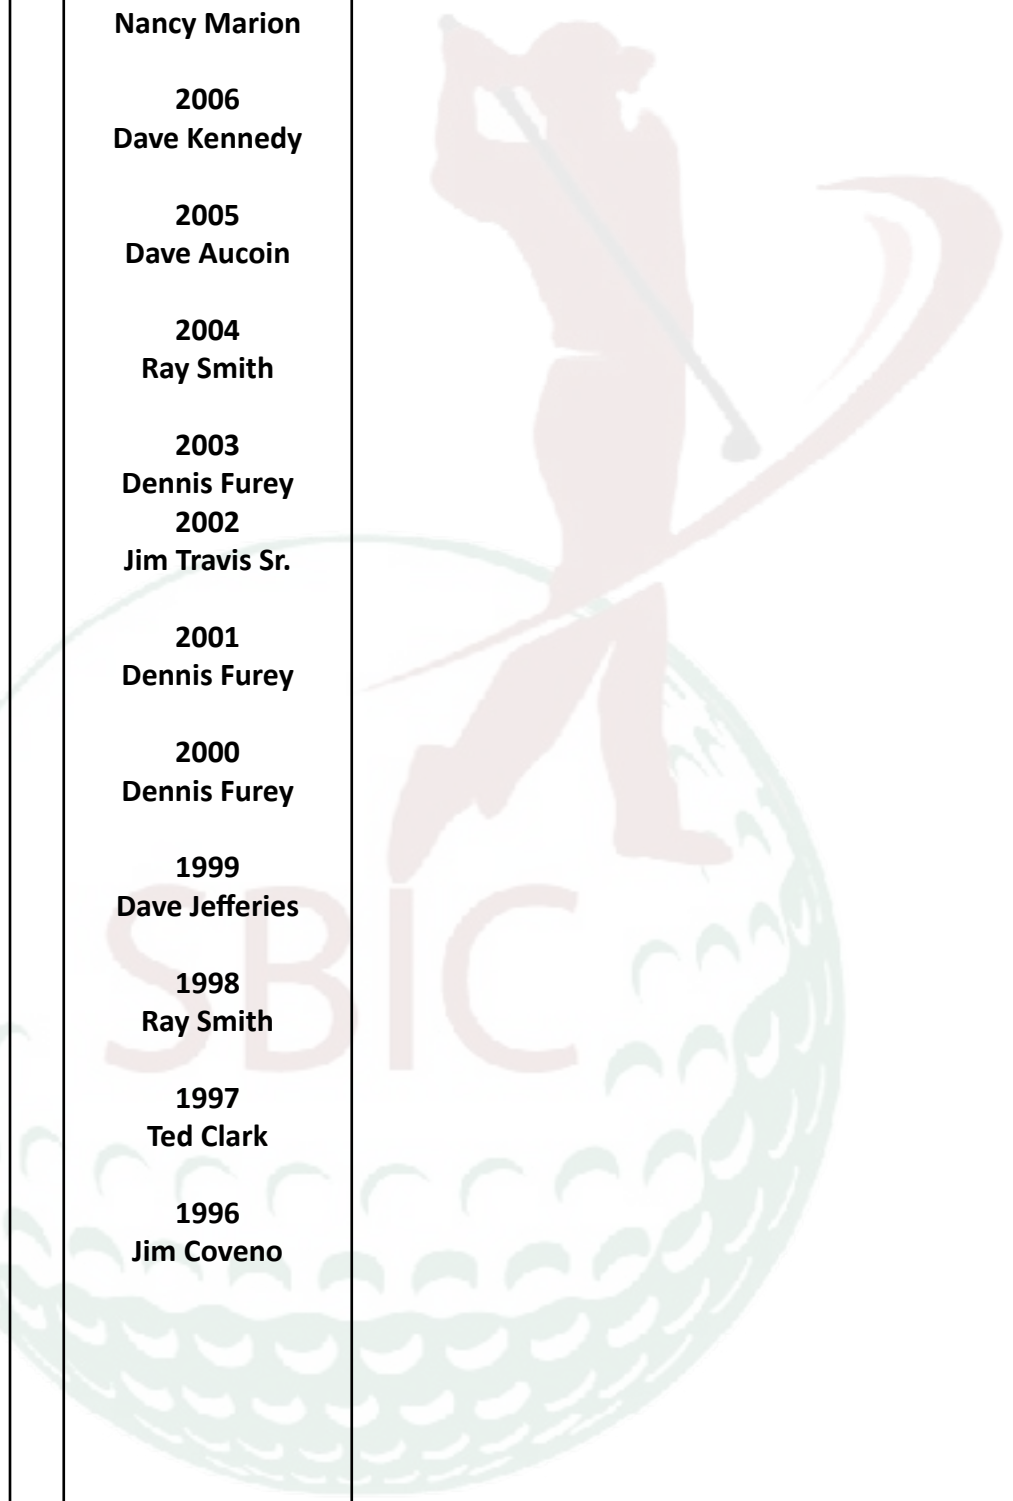 Nancy Marion
2006
Dave Kennedy
2005
Dave Aucoin
2004
Ray Smith
2003
Dennis Furey
2002
Jim Travis Sr.
2001
Dennis Furey
2000
Dennis Furey
1999
Dave Jefferies
SBIC
1998
Ray Smith
1997
Ted Clark
1996
Jim Coveno